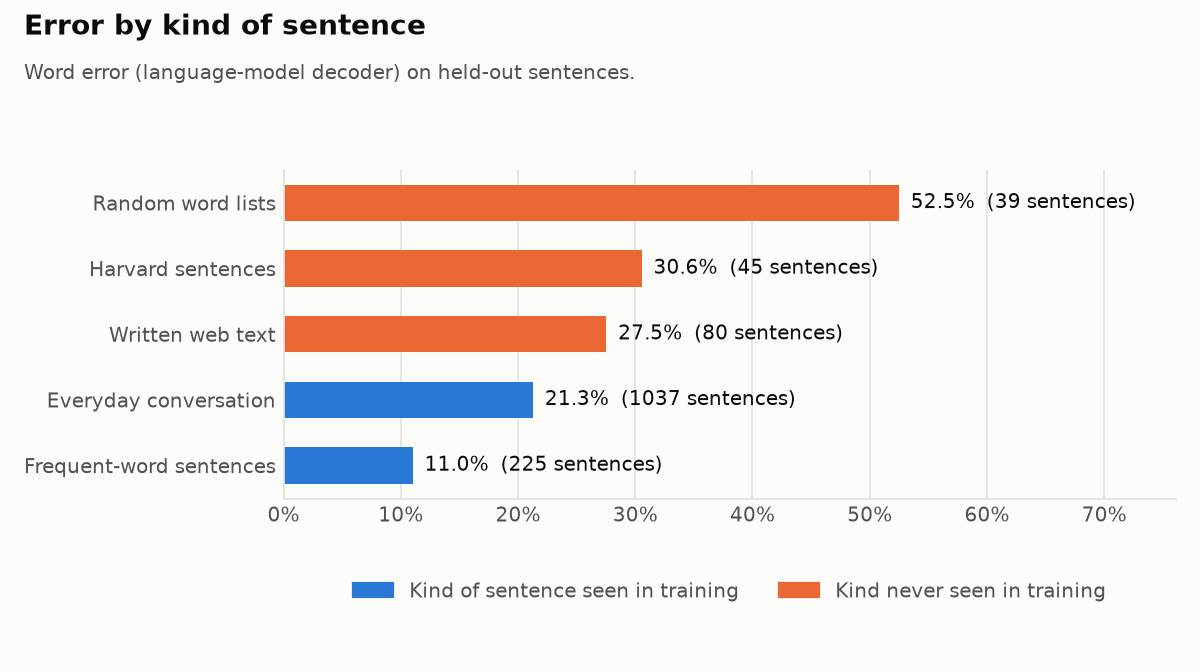 Error by kind of sentence
Word error (language-model decoder) on held-out sentences.
Random word lists 52.5% (39 sentences)
Harvard sentences 30.6% (45 sentences)
Written web text 27.5% (80 sentences)
Everyday conversation 21.3% (1037 sentences)
Frequent-word sentences 11.0% (225 sentences)
0% 10% 20% 30% 40% 50% 60% 70%
Kind of sentence seen in training Kind never seen in training